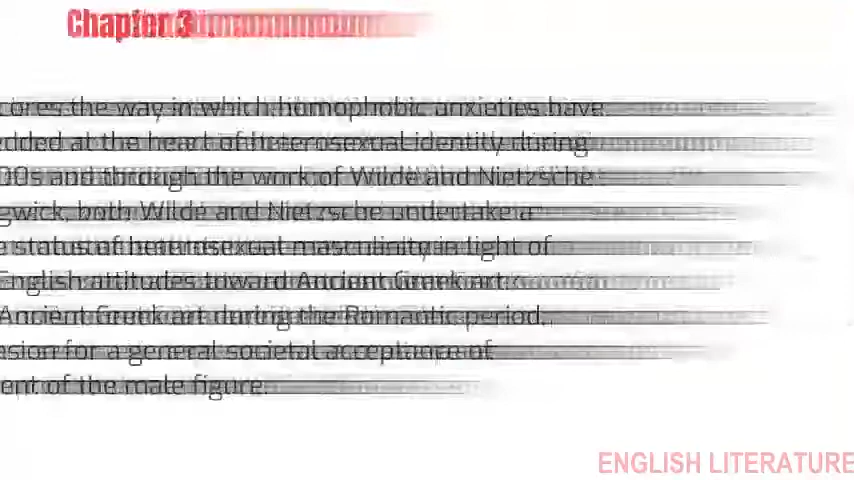 Chapter 3
cores the way in which homophobic anxieties have
dded at the heart of heterosexual identity during
00s and through the work of Wilde and Nietzsche
gwick, both Wilde and Nietzsche undertake a
e status of heterosexual masculinity in light of
English attitudes toward Ancient Greek art.
Ancient Greek art during the Romantic period,
nsion for a general societal acceptance of
ent of the male figure.
ENGLISH LITERATURE